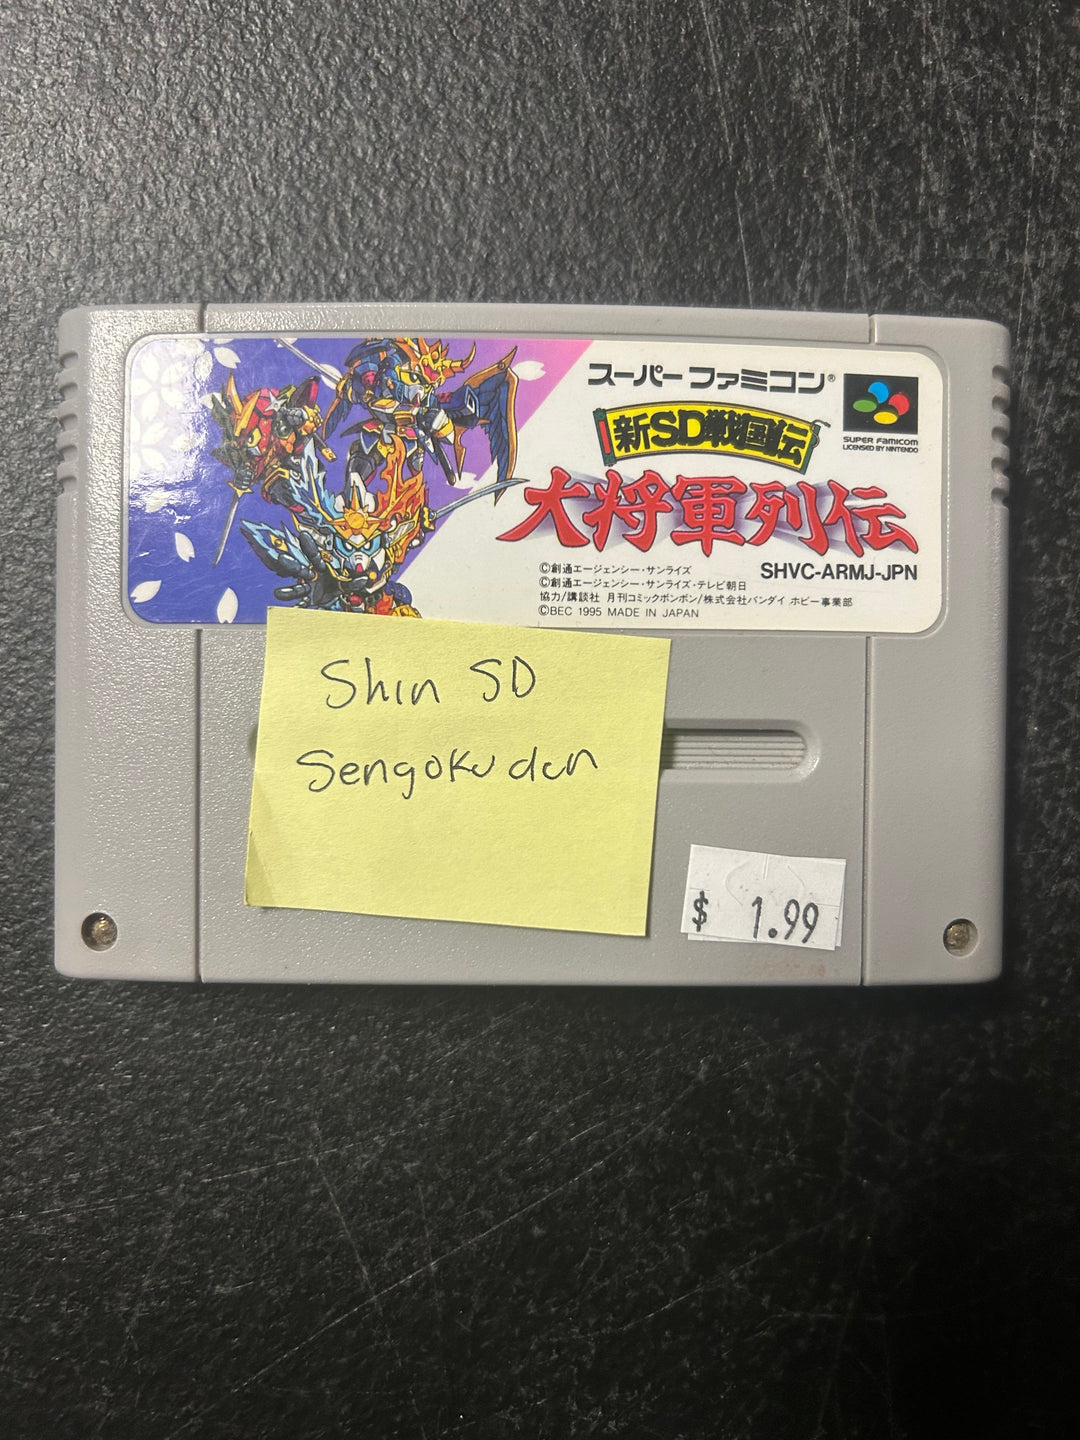 スーパーファミコン®
新SD戦国伝
大将軍列伝
SUPER FAMICOM
LICENSED BY NINTENDO
SHVC-ARMJ-JPN
©創通エージェンシー・サンライズ
©創通エージェンシー・サンライズ・テレビ朝日
協力/講談社 月刊コミックボンボン/株式会社バンダイ ホビー事業部
©BEC 1995 MADE IN JAPAN
Shin SD
Sengoku den
$ 1.99